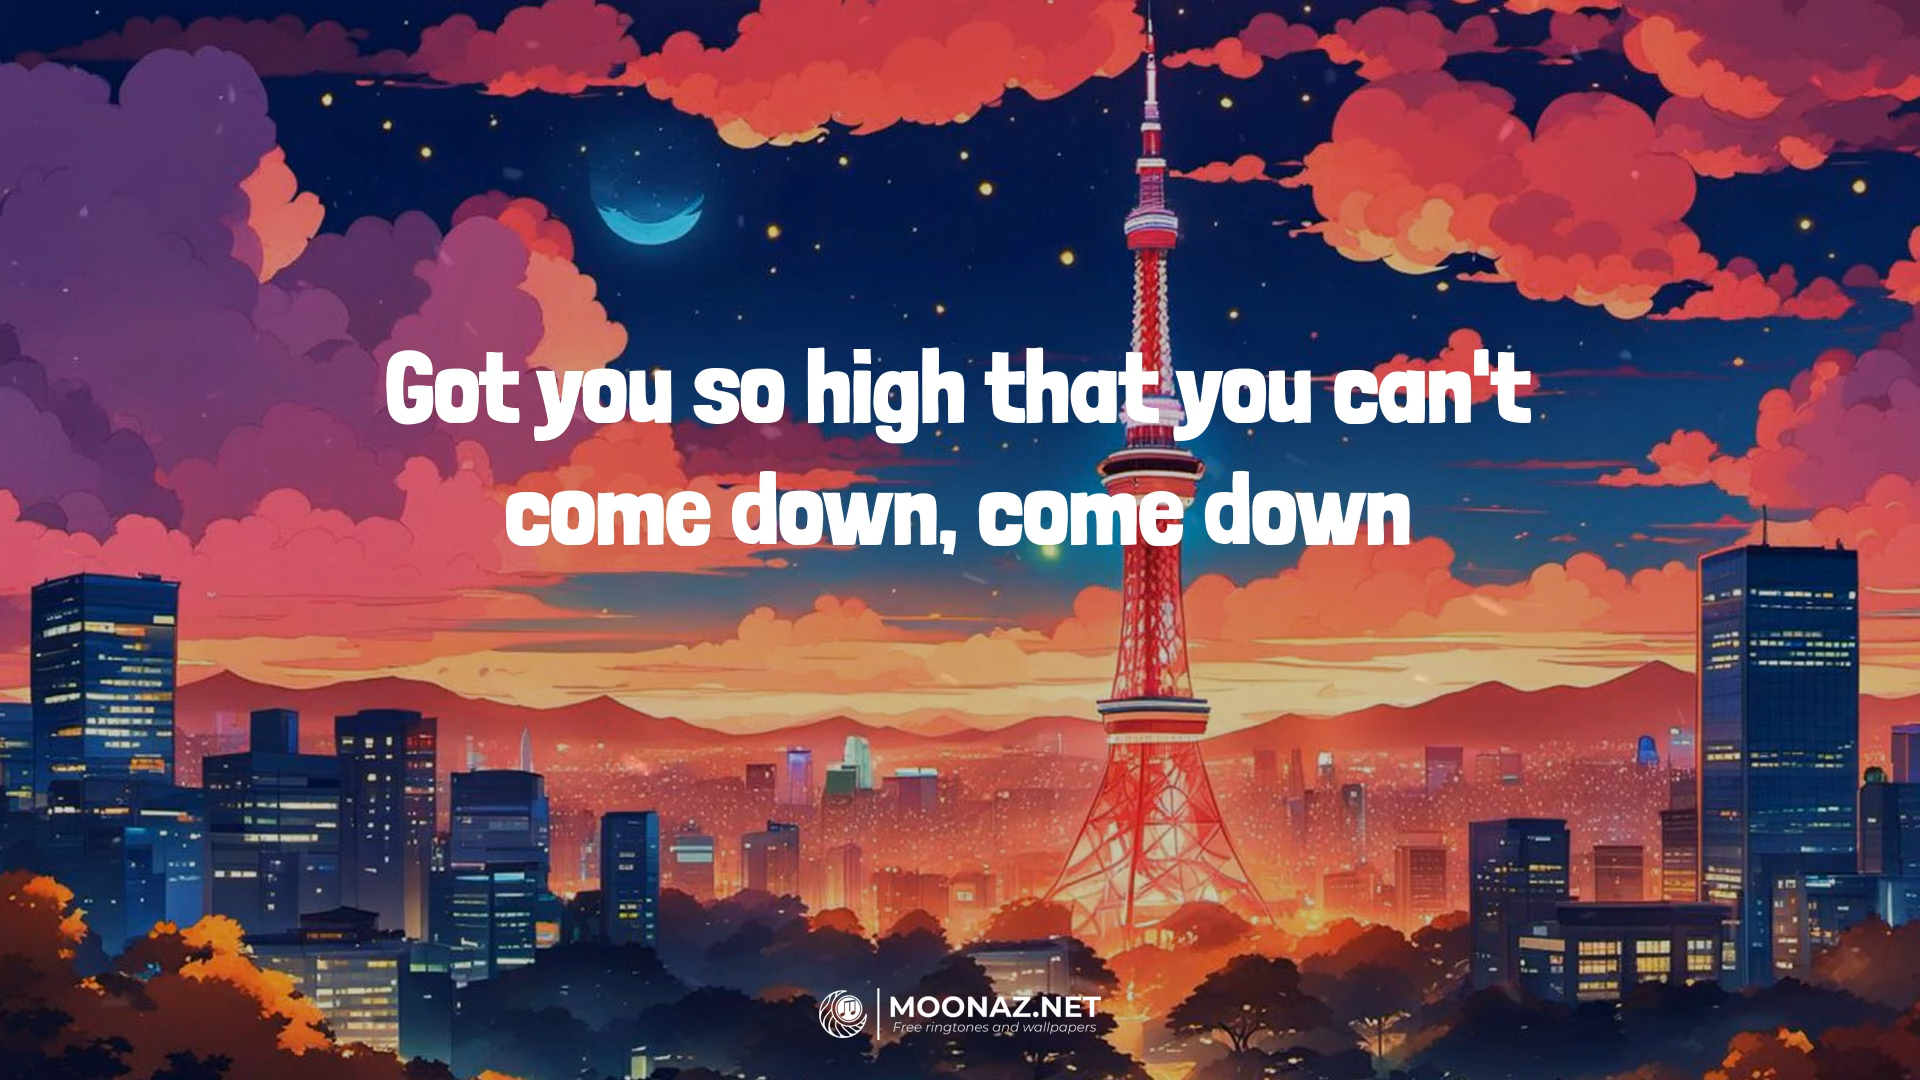 Got you so high that you can't
come down, come down
MOONAZ.NET
Free ringtones and wallpapers